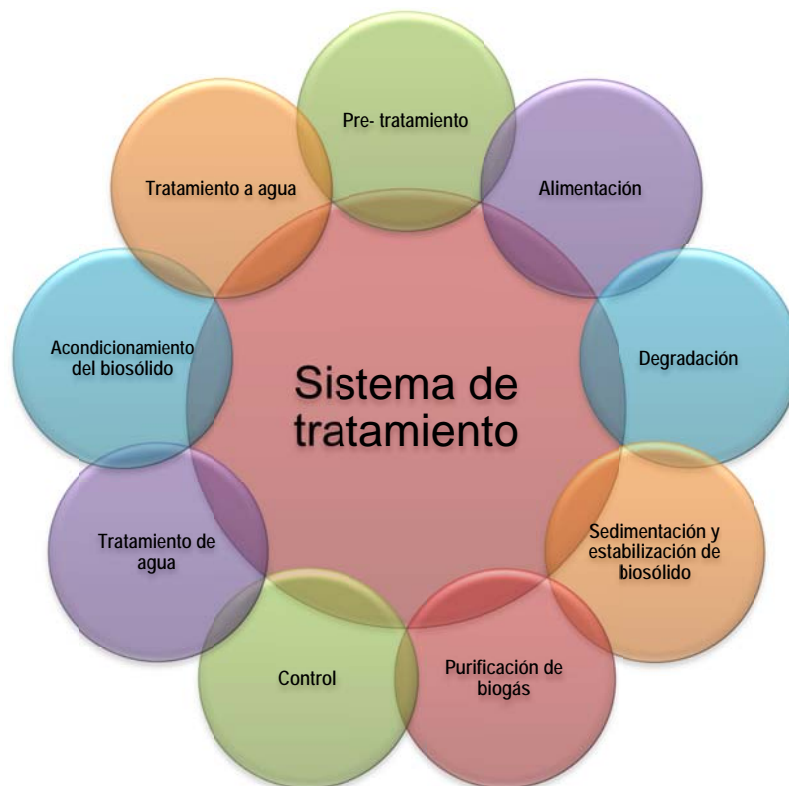 Pre- tratamiento
Alimentación
Degradación
Sedimentación y
estabilización de
biosólido
Purificación de
biogás
Control
Tratamiento de
agua
Acondicionamiento
del biosólido
Tratamiento a agua
Sistema de
tratamiento